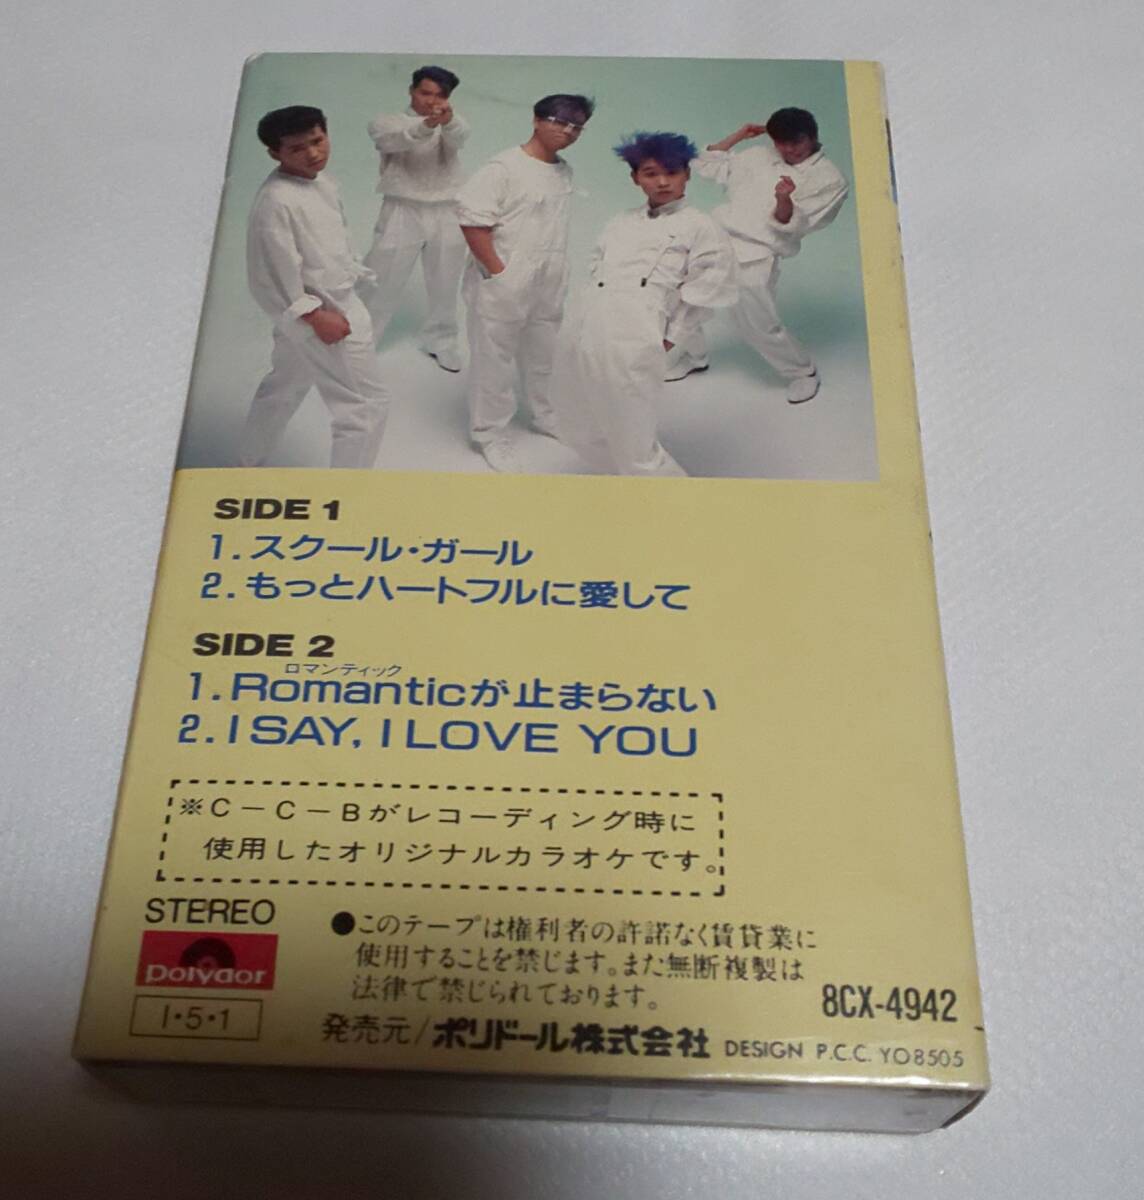 SIDE 1
1.スクール・ガール
2.もっとハートフルに愛して
SIDE 2
ロマンティック
1.Romanticが止まらない
2.I SAY, I LOVE YOU
※C－C－Bがレコーディング時に
使用したオリジナルカラオケです。
STEREO
polydor
I・5・1
●このテープは権利者の許諾なく賃貸業に
使用することを禁じます。また無断複製は
法律で禁じられております。
8CX-4942
発売元/ポリドール株式会社
DESIGN P.C.C. YO8505